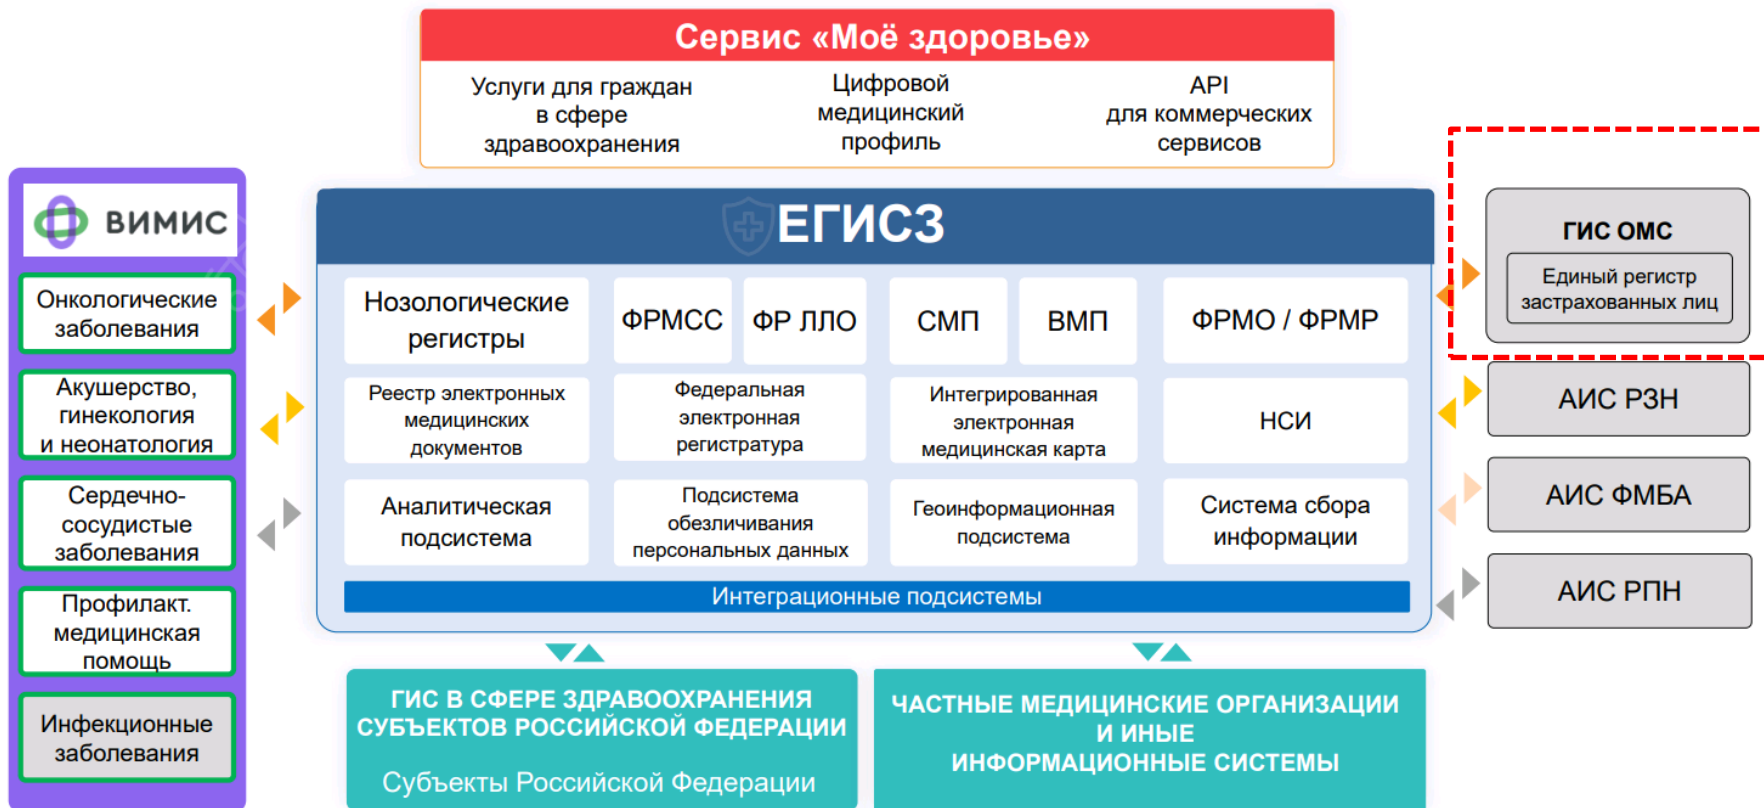 Сервис «Моё здоровье»
Услуги для граждан
в сфере
здравоохранения
Цифровой
медицинский
профиль
API
для коммерческих
сервисов
ВИМИС
Онкологические
заболевания
Акушерство,
гинекология
и неонатология
Сердечно-
сосудистые
заболевания
Профилакт.
медицинская
помощь
Инфекционные
заболевания
ЕГИСЗ
Нозологические
регистры
ФРМСС
ФР ЛЛО
СМП
ВМП
ФРМО / ФРМР
Реестр электронных
медицинских
документов
Федеральная
электронная
регистратура
Интегрированная
электронная
медицинская карта
НСИ
Аналитическая
подсистема
Подсистема
обезличивания
персональных данных
Геоинформационная
подсистема
Система сбора
информации
Интеграционные подсистемы
ГИС ОМС
Единый регистр
застрахованных лиц
АИС РЗН
АИС ФМБА
АИС РПН
ГИС В СФЕРЕ ЗДРАВООХРАНЕНИЯ
СУБЪЕКТОВ РОССИЙСКОЙ ФЕДЕРАЦИИ
Субъекты Российской Федерации
ЧАСТНЫЕ МЕДИЦИНСКИЕ ОРГАНИЗАЦИИ
И ИНЫЕ
ИНФОРМАЦИОННЫЕ СИСТЕМЫ